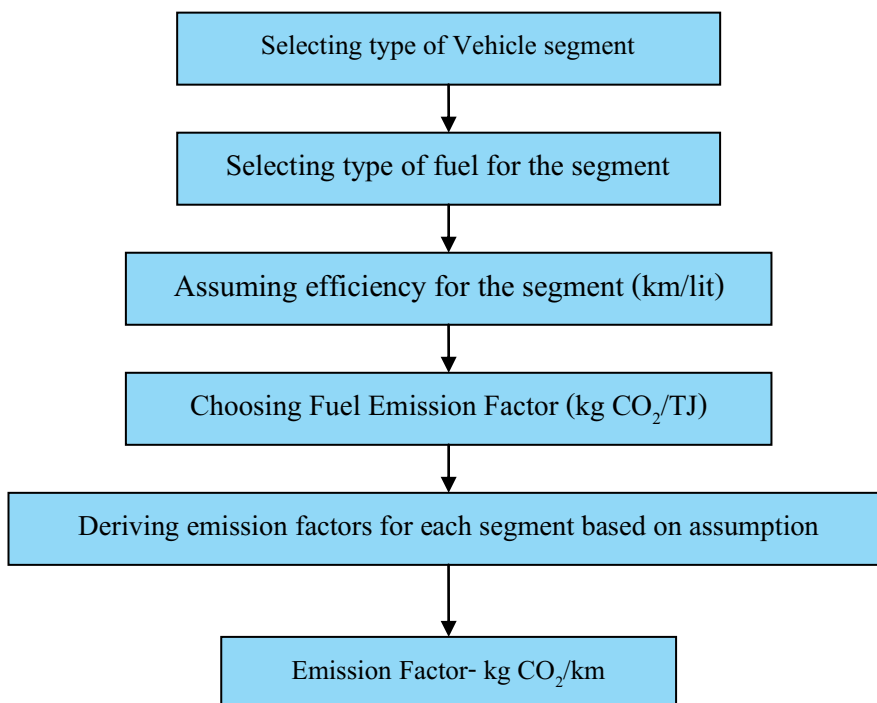 Selecting type of Vehicle segment
Selecting type of fuel for the segment
Assuming efficiency for the segment (km/lit)
Choosing Fuel Emission Factor (kg CO₂/TJ)
Deriving emission factors for each segment based on assumption
Emission Factor- kg CO₂/km